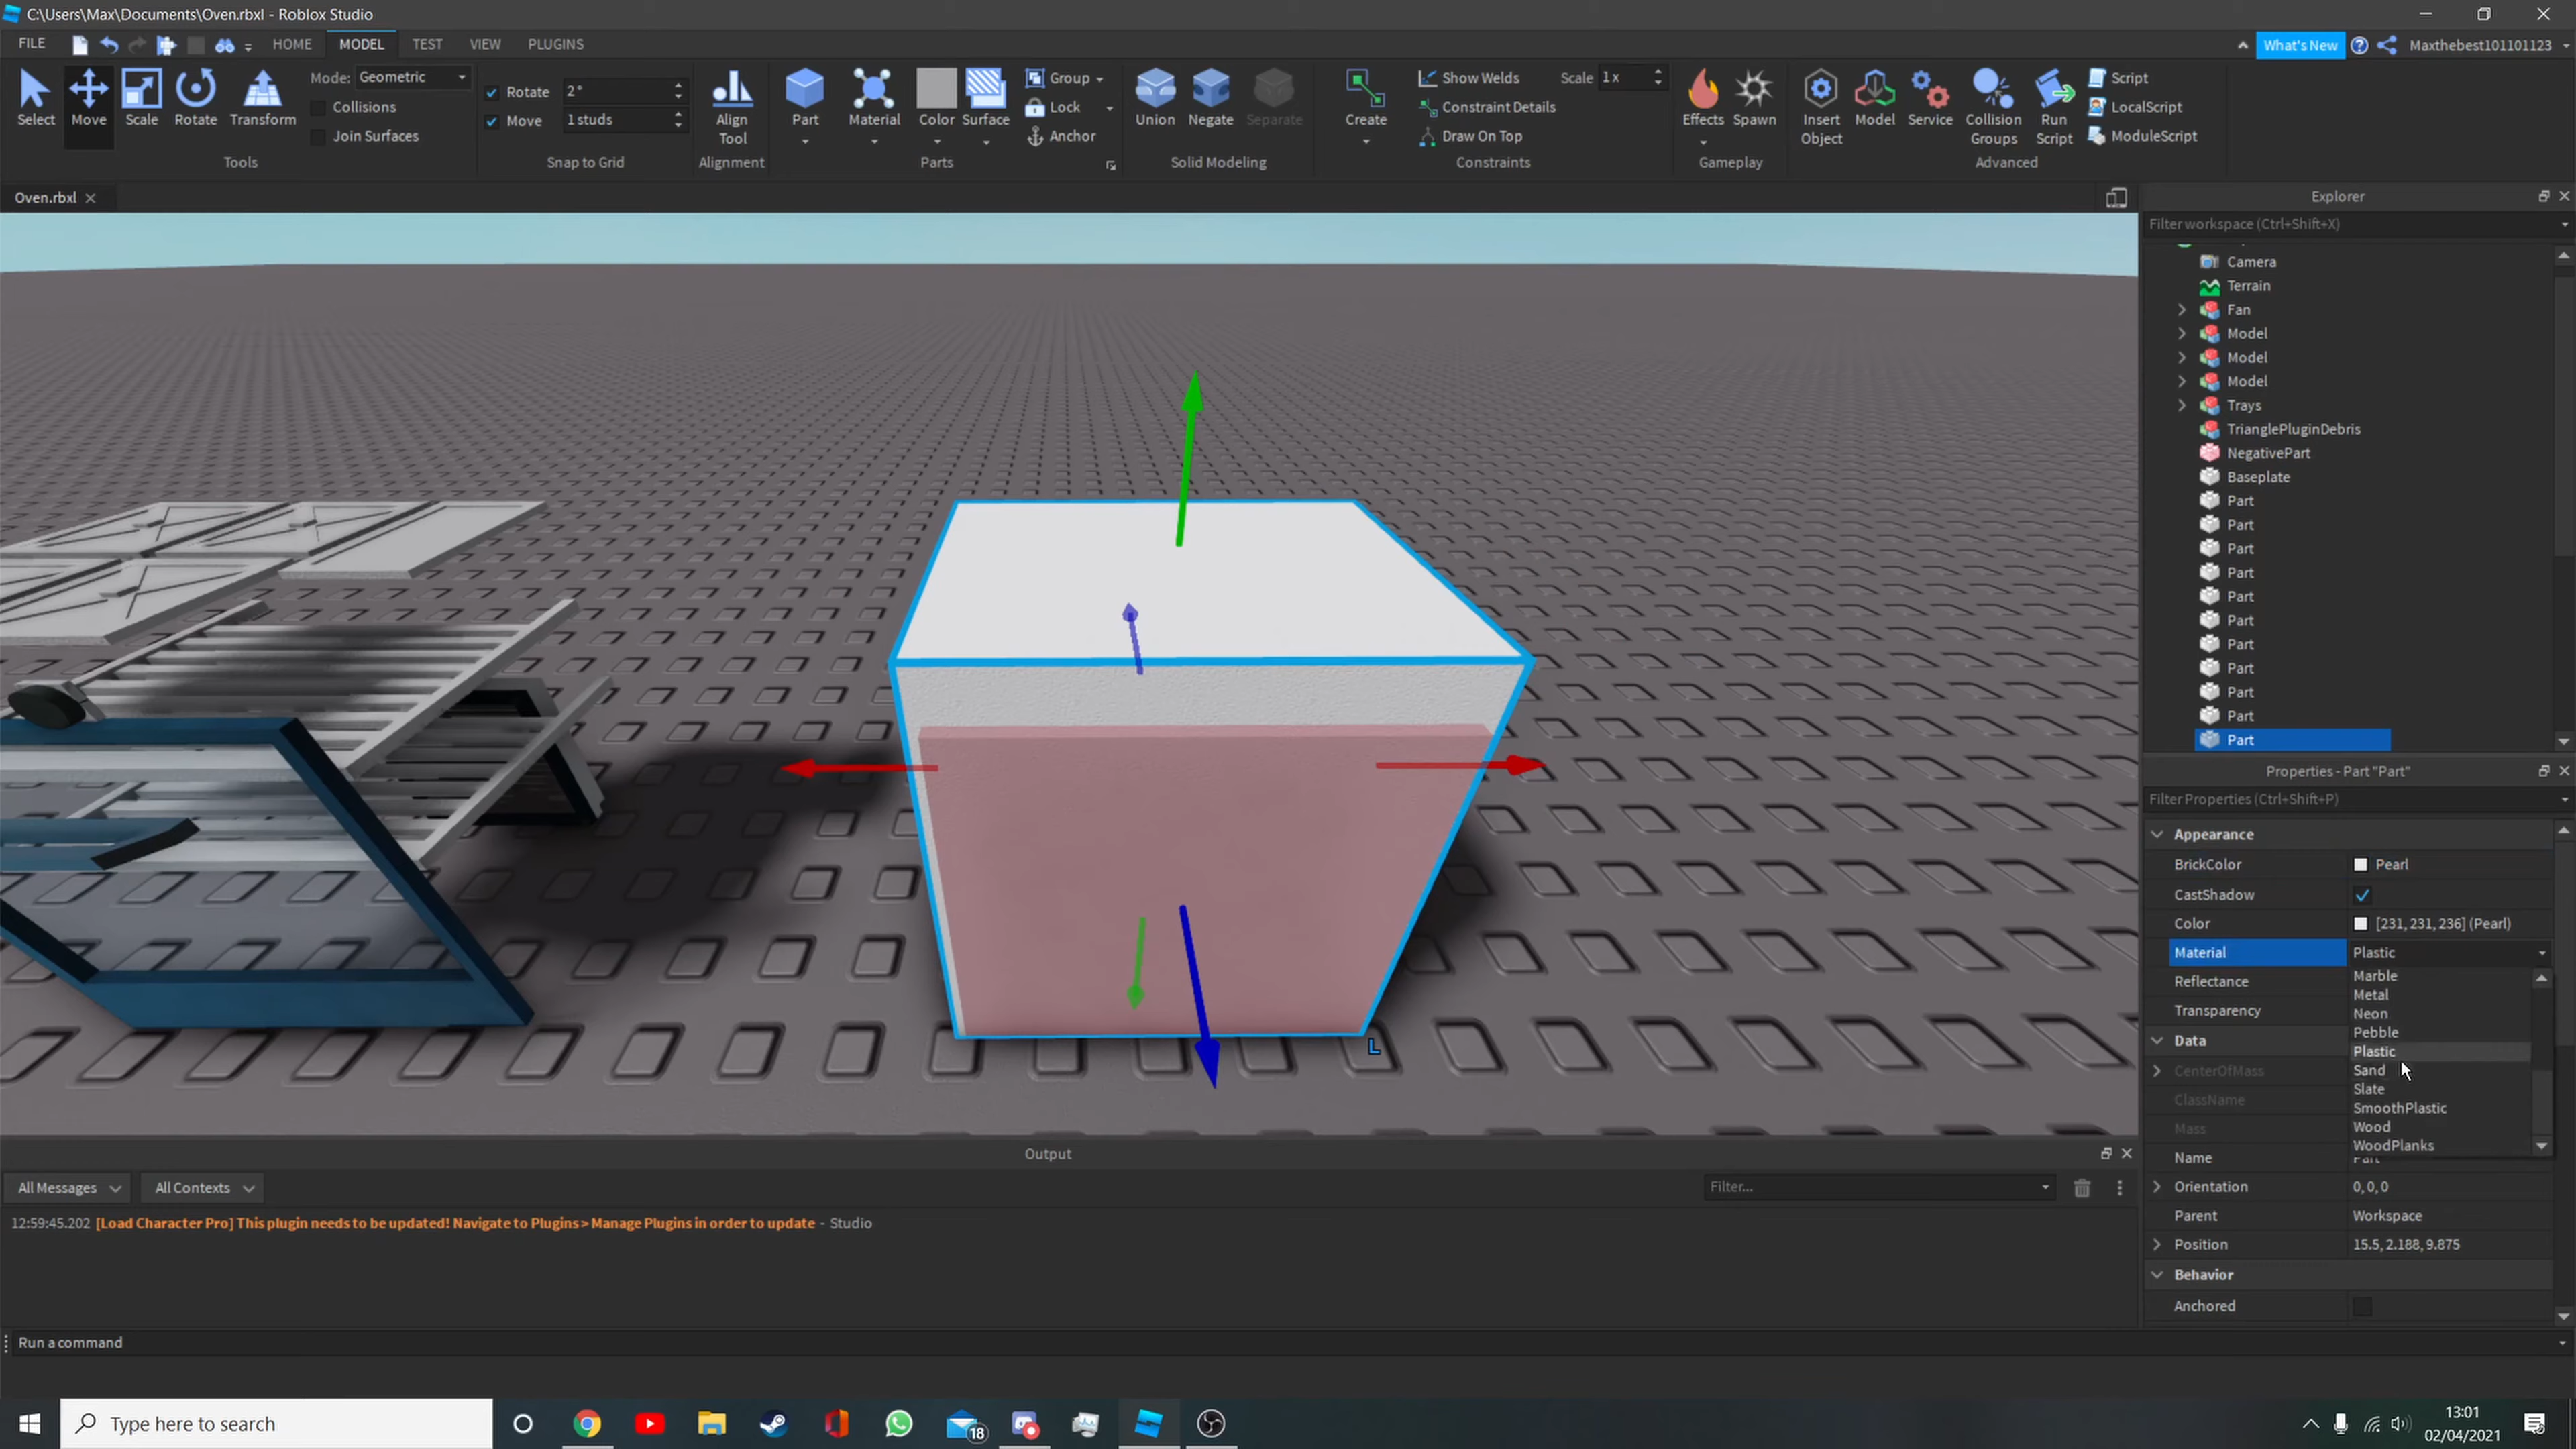 C:\Users\Max\Documents\Oven.rbxl - Roblox Studio
FILE HOME MODEL TEST VIEW PLUGINS What's New Maxthebest101101123
Select Move Scale Rotate Transform
Mode: Geometric
Collisions
Join Surfaces
Tools
Rotate 2°
Move 1 studs
Snap to Grid
Align Tool
Alignment
Part Material Color Surface
Group
Lock
Anchor
Parts
Union Negate Separate
Solid Modeling
Create
Show Welds Scale 1 x
Constraint Details
Draw On Top
Constraints
Effects Spawn
Gameplay
Insert Object Model Service Collision Groups Run Script
Script
LocalScript
ModuleScript
Advanced
Oven.rbxl
Explorer
Filter workspace (Ctrl+Shift+X)
Camera
Terrain
Fan
Model
Model
Model
Trays
TrianglePluginDebris
NegativePart
Baseplate
Part
Part
Part
Part
Part
Part
Part
Part
Part
Part
Part
Properties - Part "Part"
Filter Properties (Ctrl+Shift+P)
Appearance
BrickColor Pearl
CastShadow
Color [231, 231, 236] (Pearl)
Material Plastic
Reflectance
Transparency
Data
CenterOfMass
ClassName
Mass
Name
Marble
Metal
Neon
Pebble
Plastic
Sand
Slate
SmoothPlastic
Wood
WoodPlanks
Orientation 0, 0, 0
Parent Workspace
Position 15.5, 2.188, 9.875
Behavior
Anchored
L
Output
All Messages All Contexts Filter...
12:59:45.202 [Load Character Pro] This plugin needs to be updated! Navigate to Plugins > Manage Plugins in order to update - Studio
Run a command
Type here to search
18
13:01
02/04/2021